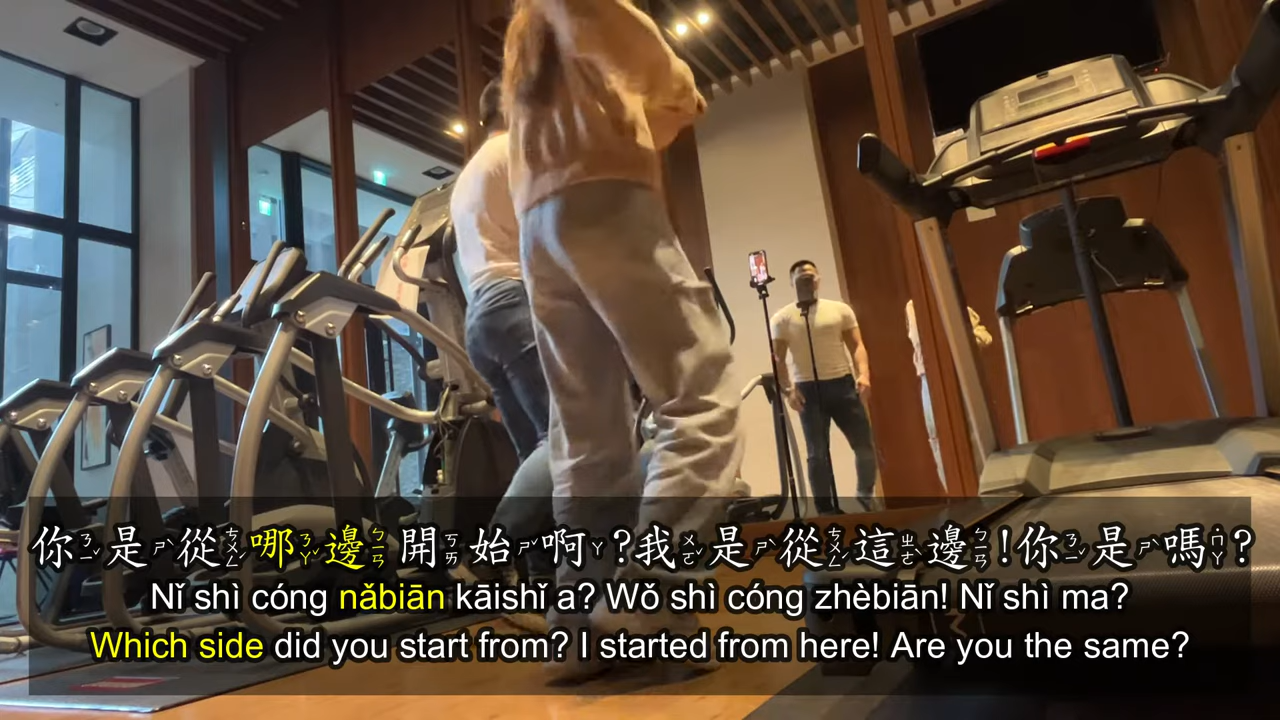 你是從哪邊開始啊?我是從這邊!你是嗎?
Nǐ shì cóng nǎbiān kāishǐ a? Wǒ shì cóng zhèbiān! Nǐ shì ma?
Which side did you start from? I started from here! Are you the same?